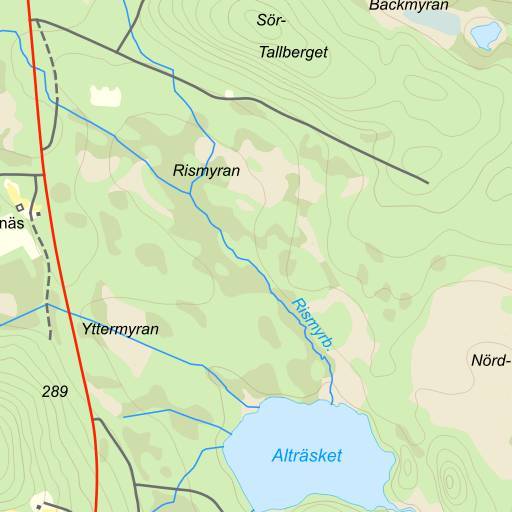 Backmyran
Sör-
Tallberget
Rismyran
näs
Rismyrb.
Yttermyran
Nörd-
289
Alträsket